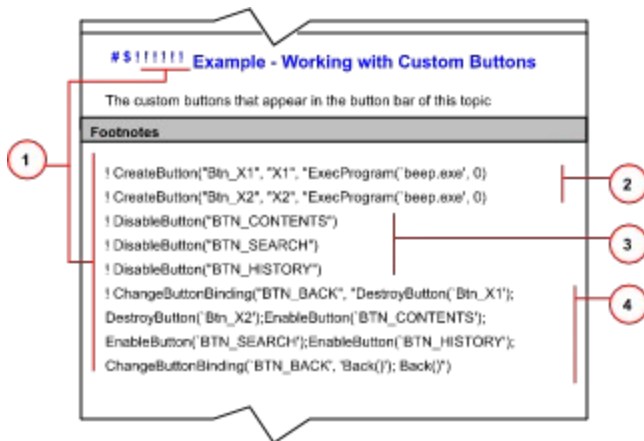 # $ ! ! ! ! ! ! Example - Working with Custom Buttons
The custom buttons that appear in the button bar of this topic
Footnotes
1
! CreateButton("Btn_X1", "X1", "ExecProgram(`beep.exe', 0)
2
! CreateButton("Btn_X2", "X2", "ExecProgram(`beep.exe', 0)
! DisableButton("BTN_CONTENTS")
! DisableButton("BTN_SEARCH")
3
! DisableButton("BTN_HISTORY")
! ChangeButtonBinding("BTN_BACK", "DestroyButton(`Btn_X1');
4
DestroyButton(`Btn_X2');EnableButton(`BTN_CONTENTS');
EnableButton(`BTN_SEARCH');EnableButton(`BTN_HISTORY');
ChangeButtonBinding(`BTN_BACK', 'Back()'); Back()")